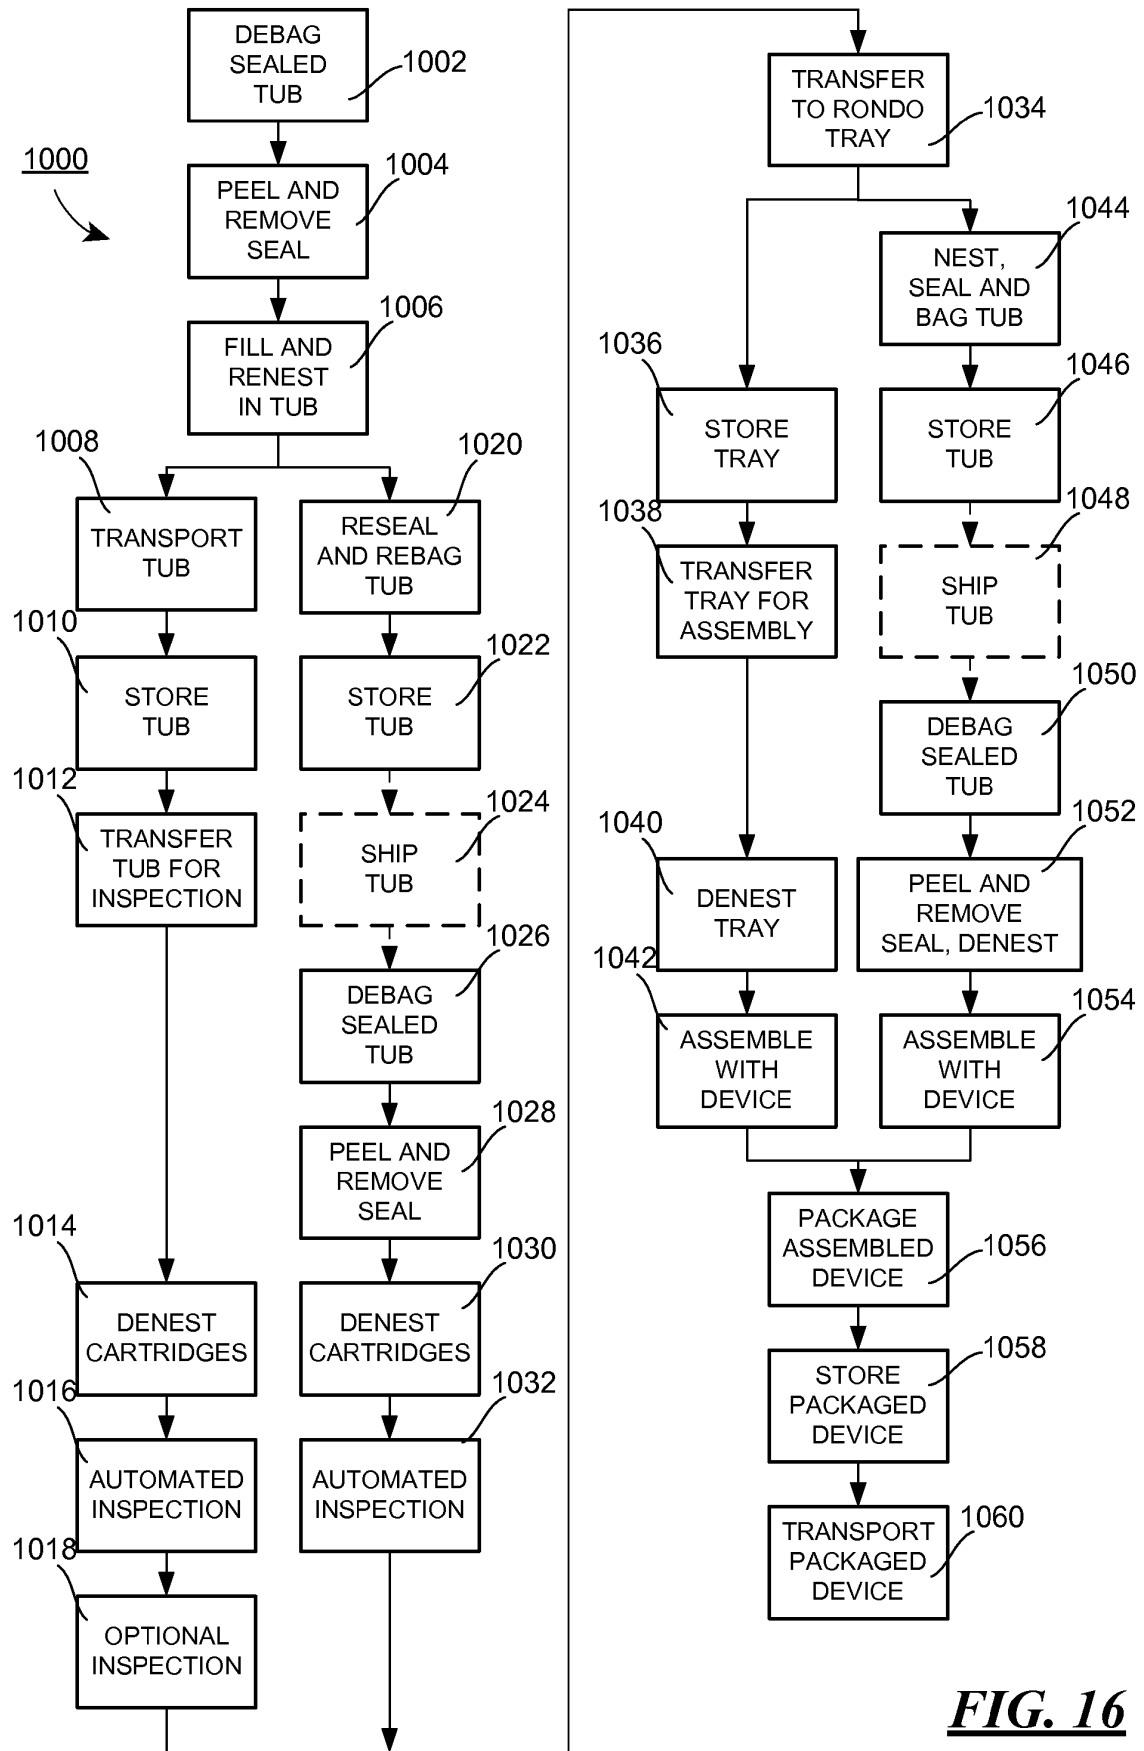 1000
DEBAG
SEALED
TUB
1002
PEEL AND
REMOVE
SEAL
1004
FILL AND
RENEST
IN TUB
1006
1008
TRANSPORT
TUB
1010
STORE
TUB
1012
TRANSFER
TUB FOR
INSPECTION
1014
DENEST
CARTRIDGES
1016
AUTOMATED
INSPECTION
1018
OPTIONAL
INSPECTION
1020
RESEAL
AND REBAG
TUB
1022
STORE
TUB
1024
SHIP
TUB
1026
DEBAG
SEALED
TUB
1028
PEEL AND
REMOVE
SEAL
1030
DENEST
CARTRIDGES
1032
AUTOMATED
INSPECTION
TRANSFER
TO RONDO
TRAY
1034
1036
STORE
TRAY
1038
TRANSFER
TRAY FOR
ASSEMBLY
1040
DENEST
TRAY
1042
ASSEMBLE
WITH
DEVICE
1044
NEST,
SEAL AND
BAG TUB
1046
STORE
TUB
1048
SHIP
TUB
1050
DEBAG
SEALED
TUB
1052
PEEL AND
REMOVE
SEAL, DENEST
1054
ASSEMBLE
WITH
DEVICE
PACKAGE
ASSEMBLED
DEVICE
1056
STORE
PACKAGED
DEVICE
1058
TRANSPORT
PACKAGED
DEVICE
1060
FIG. 16